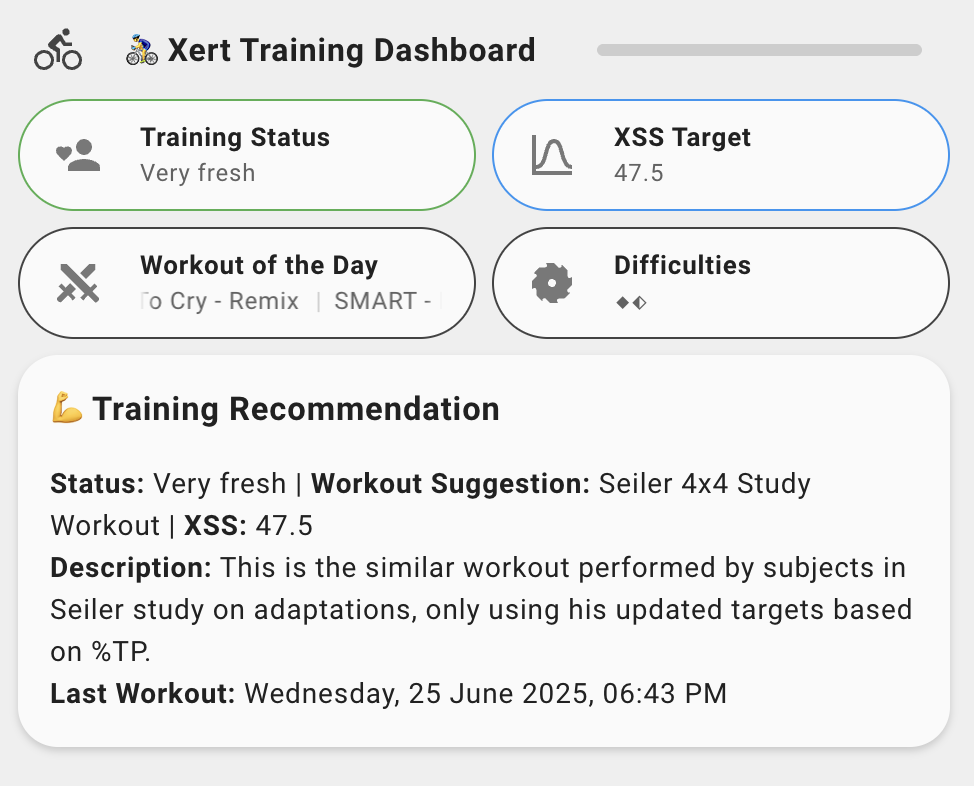 🚴 Xert Training Dashboard
Training Status
Very fresh
XSS Target
47.5
Workout of the Day
To Cry - Remix | SMART -
Difficulties
◆⬖
💪 Training Recommendation
Status: Very fresh | Workout Suggestion: Seiler 4x4 Study
Workout | XSS: 47.5
Description: This is the similar workout performed by subjects in
Seiler study on adaptations, only using his updated targets based
on %TP.
Last Workout: Wednesday, 25 June 2025, 06:43 PM